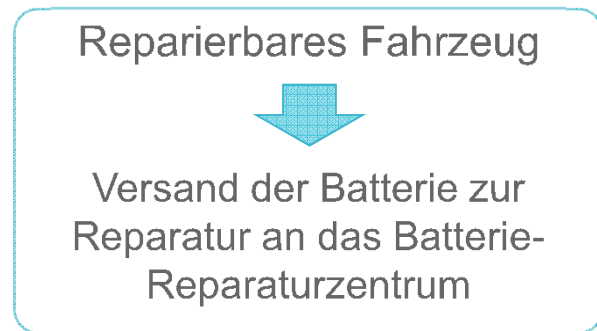 Reparierbares Fahrzeug
Versand der Batterie zur
Reparatur an das Batterie-
Reparaturzentrum